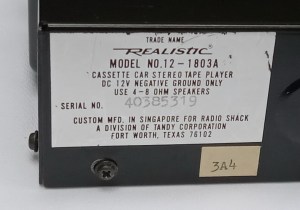 TRADE NAME
REALISTIC
MODEL NO. 12-1803A
CASSETTE CAR STEREO TAPE PLAYER
DC 12V NEGATIVE GROUND ONLY
USE 4-8 OHM SPEAKERS
SERIAL NO. 40385319
CUSTOM MFD. IN SINGAPORE FOR RADIO SHACK
A DIVISION OF TANDY CORPORATION
FORT WORTH, TEXAS 76102
3A4